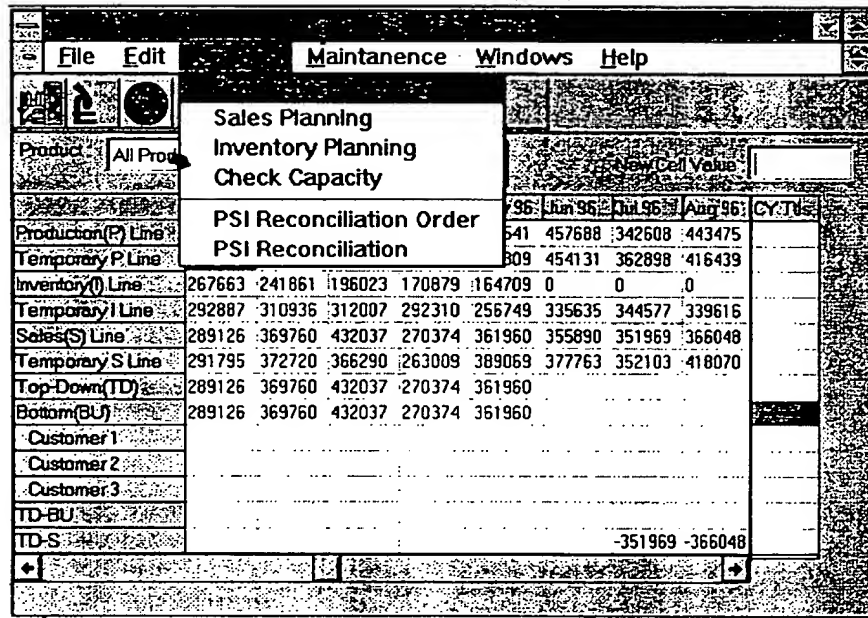 File Edit Maintanence Windows Help
Sales Planning
Inventory Planning
Check Capacity
PSI Reconciliation Order
PSI Reconciliation
Product All Prod New Cell Value
96 Jun 96 Jul 96 Aug 96 CY Ttls
Production(P) Line 541 457688 342608 443475
Temporary P Line 309 454131 362898 416439
Inventory(I) Line 267663 241861 196023 170879 164709 0 0 0
Temporary I Line 292887 310936 312007 292310 256749 335635 344577 339616
Sales(S) Line 289126 369760 432037 270374 361960 355890 351969 366048
Temporary S Line 291795 372720 366290 263009 389069 377763 352103 418070
Top-Down(TD) 289126 369760 432037 270374 361960
Bottom(BU) 289126 369760 432037 270374 361960
Customer 1
Customer 2
Customer 3
TD-BU
TD-S -351969 -366048